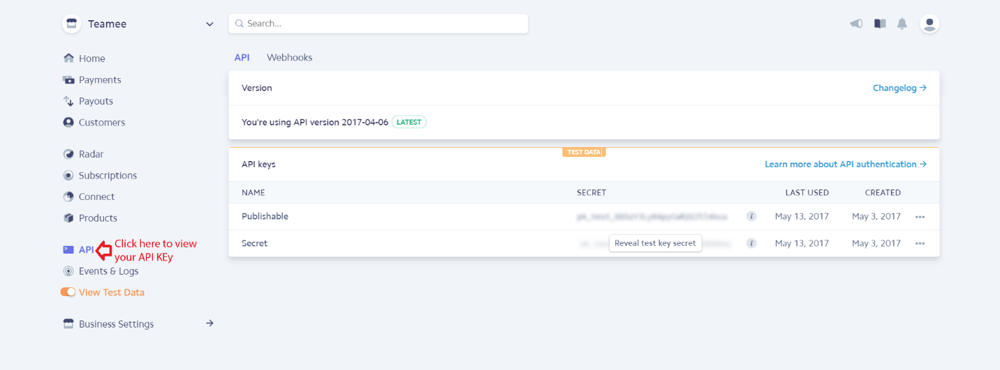 Teamee
Search...
Home
Payments
Payouts
Customers
Radar
Subscriptions
Connect
Products
API
Click here to view
your API KEy
Events & Logs
View Test Data
Business Settings
API Webhooks
Version Changelog →
You're using API version 2017-04-06 LATEST
TEST DATA
API keys Learn more about API authentication →
NAME SECRET LAST USED CREATED
Publishable May 13, 2017 May 3, 2017
Secret Reveal test key secret May 13, 2017 May 3, 2017